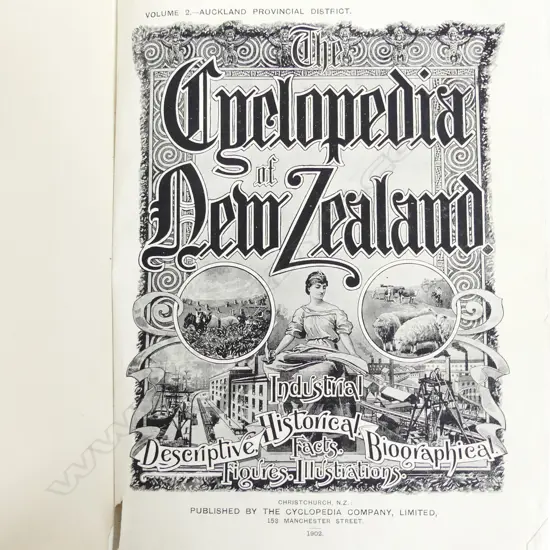 VOLUME 2.—AUCKLAND PROVINCIAL DISTRICT.
The
Cyclopedia
of
New Zealand.
Industrial
Descriptive Historical Biographical.
Facts.
Figures. Illustrations.
CHRISTCHURCH, N.Z.:
PUBLISHED BY THE CYCLOPEDIA COMPANY, LIMITED,
153 MANCHESTER STREET.
1902.